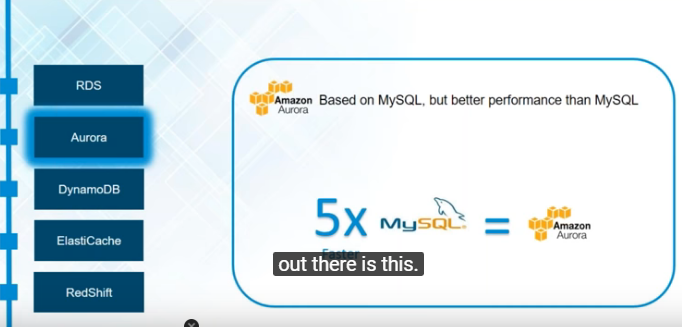 RDS
Aurora
DynamoDB
ElastiCache
RedShift
Amazon Aurora
Based on MySQL, but better performance than MySQL
5x MySQL = Amazon Aurora
Faster
out there is this.